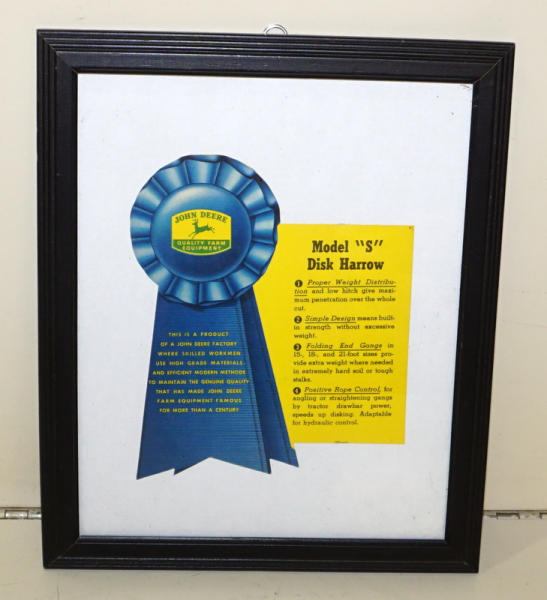 JOHN DEERE
QUALITY FARM
EQUIPMENT
THIS IS A PRODUCT
OF A JOHN DEERE FACTORY
WHERE SKILLED WORKMEN
USE HIGH GRADE MATERIALS
AND EFFICIENT MODERN METHODS
TO MAINTAIN THE GENUINE QUALITY
THAT HAS MADE JOHN DEERE
FARM EQUIPMENT FAMOUS
FOR MORE THAN A CENTURY
Model "S"
Disk Harrow
1 Proper Weight Distribu-
tion and low hitch give maxi-
mum penetration over the whole
cut.
2 Simple Design means built-
in strength without excessive
weight.
3 Folding End Gangs in
15-, 18-, and 21-foot sizes pro-
vide extra weight where needed
in extremely hard soil or tough
stalks.
4 Positive Rope Control, for
angling or straightening gangs
by tractor drawbar power,
speeds up disking. Adaptable
for hydraulic control.